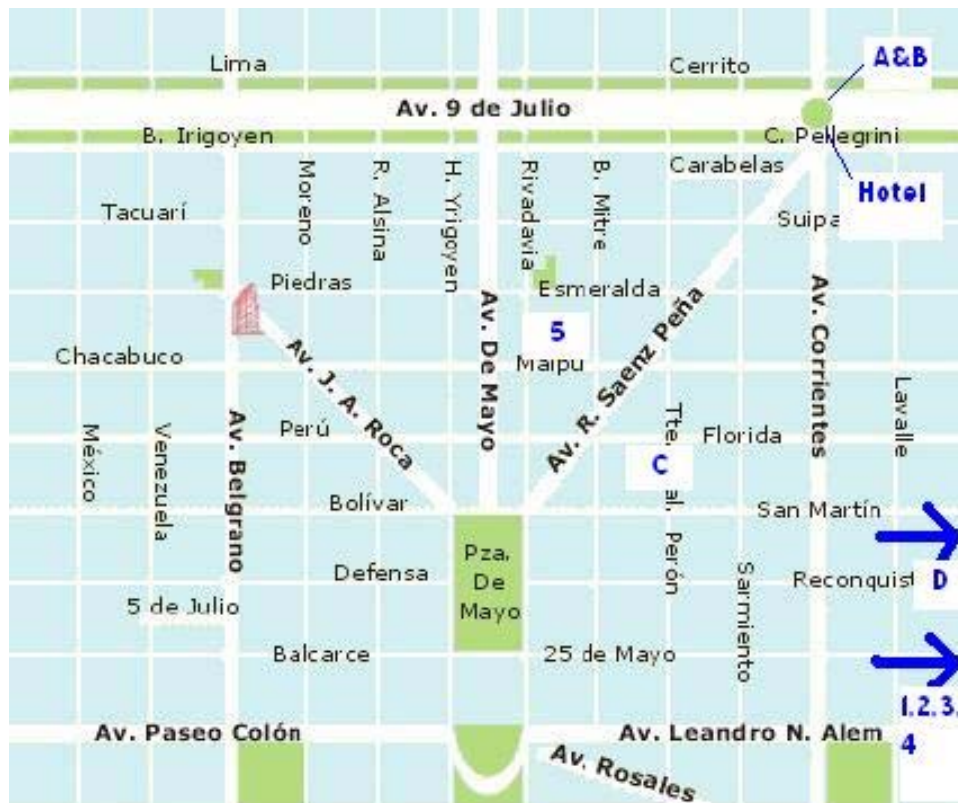 Lima
Cerrito
A&B
Av. 9 de Julio
B. Irigoyen
C. Pellegrini
Carabelas
Hotel
Moreno
R. Alsina
H. Yrigoyen
Rivadavia
B. Mitre
Tacuarí
Suipa
Piedras
Esmeralda
Av. De Mayo
Av. R. Saenz Peña
Av. Corrientes
5
Chacabuco
Maipu
Av. J. A. Roca
Lavalle
México
Venezuela
Av. Belgrano
Perú
Tte.
al. Perón
Florida
C
Bolívar
San Martín
Pza.
De
Mayo
Defensa
Sarmiento
Reconquist
D
5 de Julio
Balcarce
25 de Mayo
1.2.3.
4
Av. Paseo Colón
Av. Leandro N. Alem
Av. Rosales